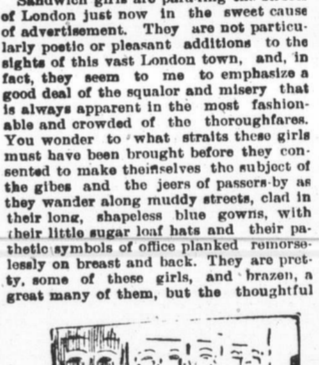 Sandwich girls are parading the streets
of London just now in the sweet cause
of advertisement. They are not particu-
larly poetic or pleasant additions to the
sights of this vast London town, and, in
fact, they seem to me to emphasize a
good deal of the squalor and misery that
is always apparent in the most fashion-
able and crowded of the thoroughfares.
You wonder to what straits these girls
must have been brought before they con-
sented to make themselves the subject of
the gibes and the jeers of passers-by as
they wander along muddy streets, clad in
their long, shapeless blue gowns, with
their little sugar loaf hats and their pa-
thetic symbols of office planked remorse-
lessly on breast and back. They are pret-
ty, some of these girls, and brazen, a
great many of them, but the thoughtful